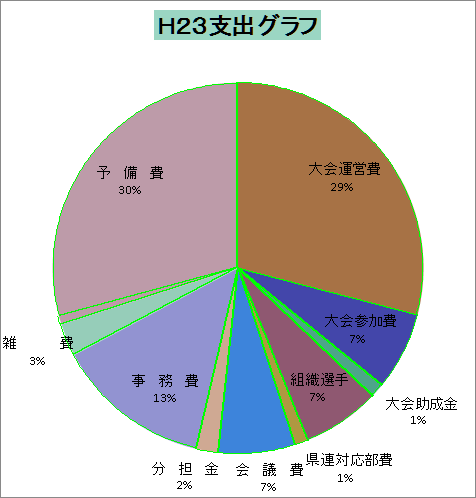 H23支出グラフ
大会運営費
29%
大会参加費
7%
大会助成金
1%
組織選手
7%
県連対応部費
1%
会 議 費
7%
分 担 金
2%
事 務 費
13%
雑 費
3%
予 備 費
30%